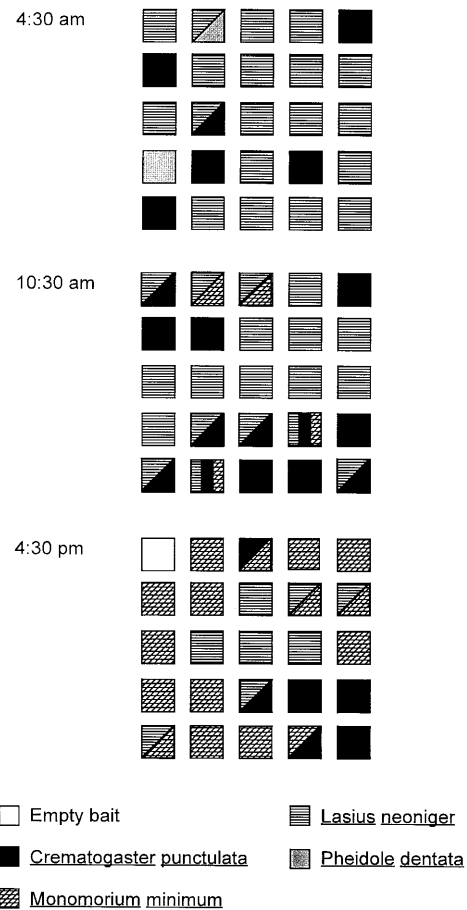 4:30 am
10:30 am
4:30 pm
Empty bait
Lasius neoniger
Crematogaster punctulata
Pheidole dentata
Monomorium minimum